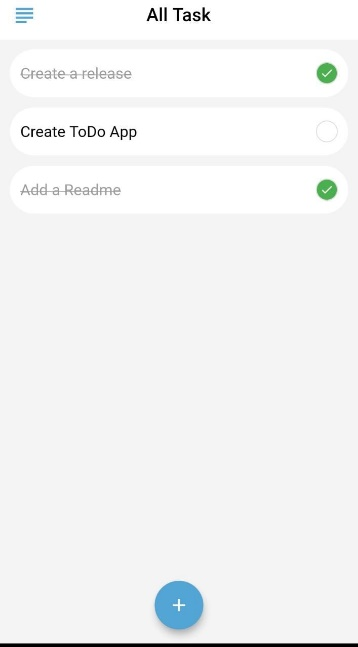 All Task
Create a release
Create ToDo App
Add a Readme